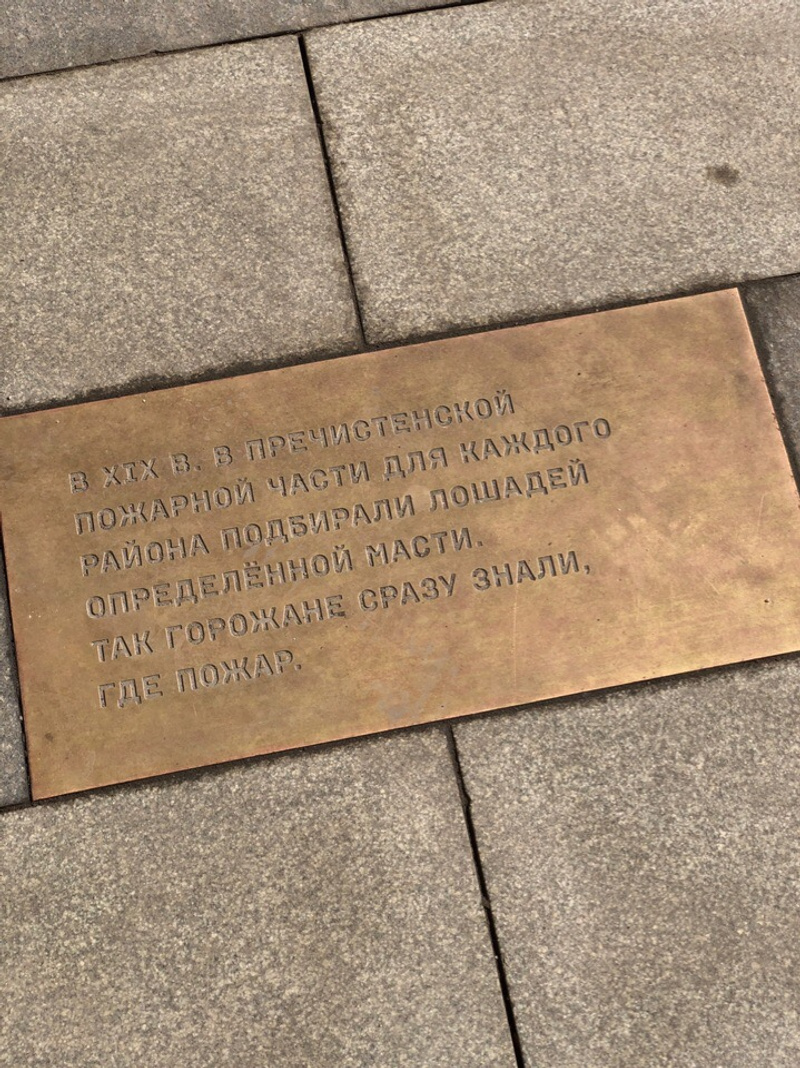 В XIX В. В ПРЕЧИСТЕНСКОЙ
ПОЖАРНОЙ ЧАСТИ ДЛЯ КАЖДОГО
РАЙОНА ПОДБИРАЛИ ЛОШАДЕЙ
ОПРЕДЕЛЁННОЙ МАСТИ.
ТАК ГОРОЖАНЕ СРАЗУ ЗНАЛИ,
ГДЕ ПОЖАР.